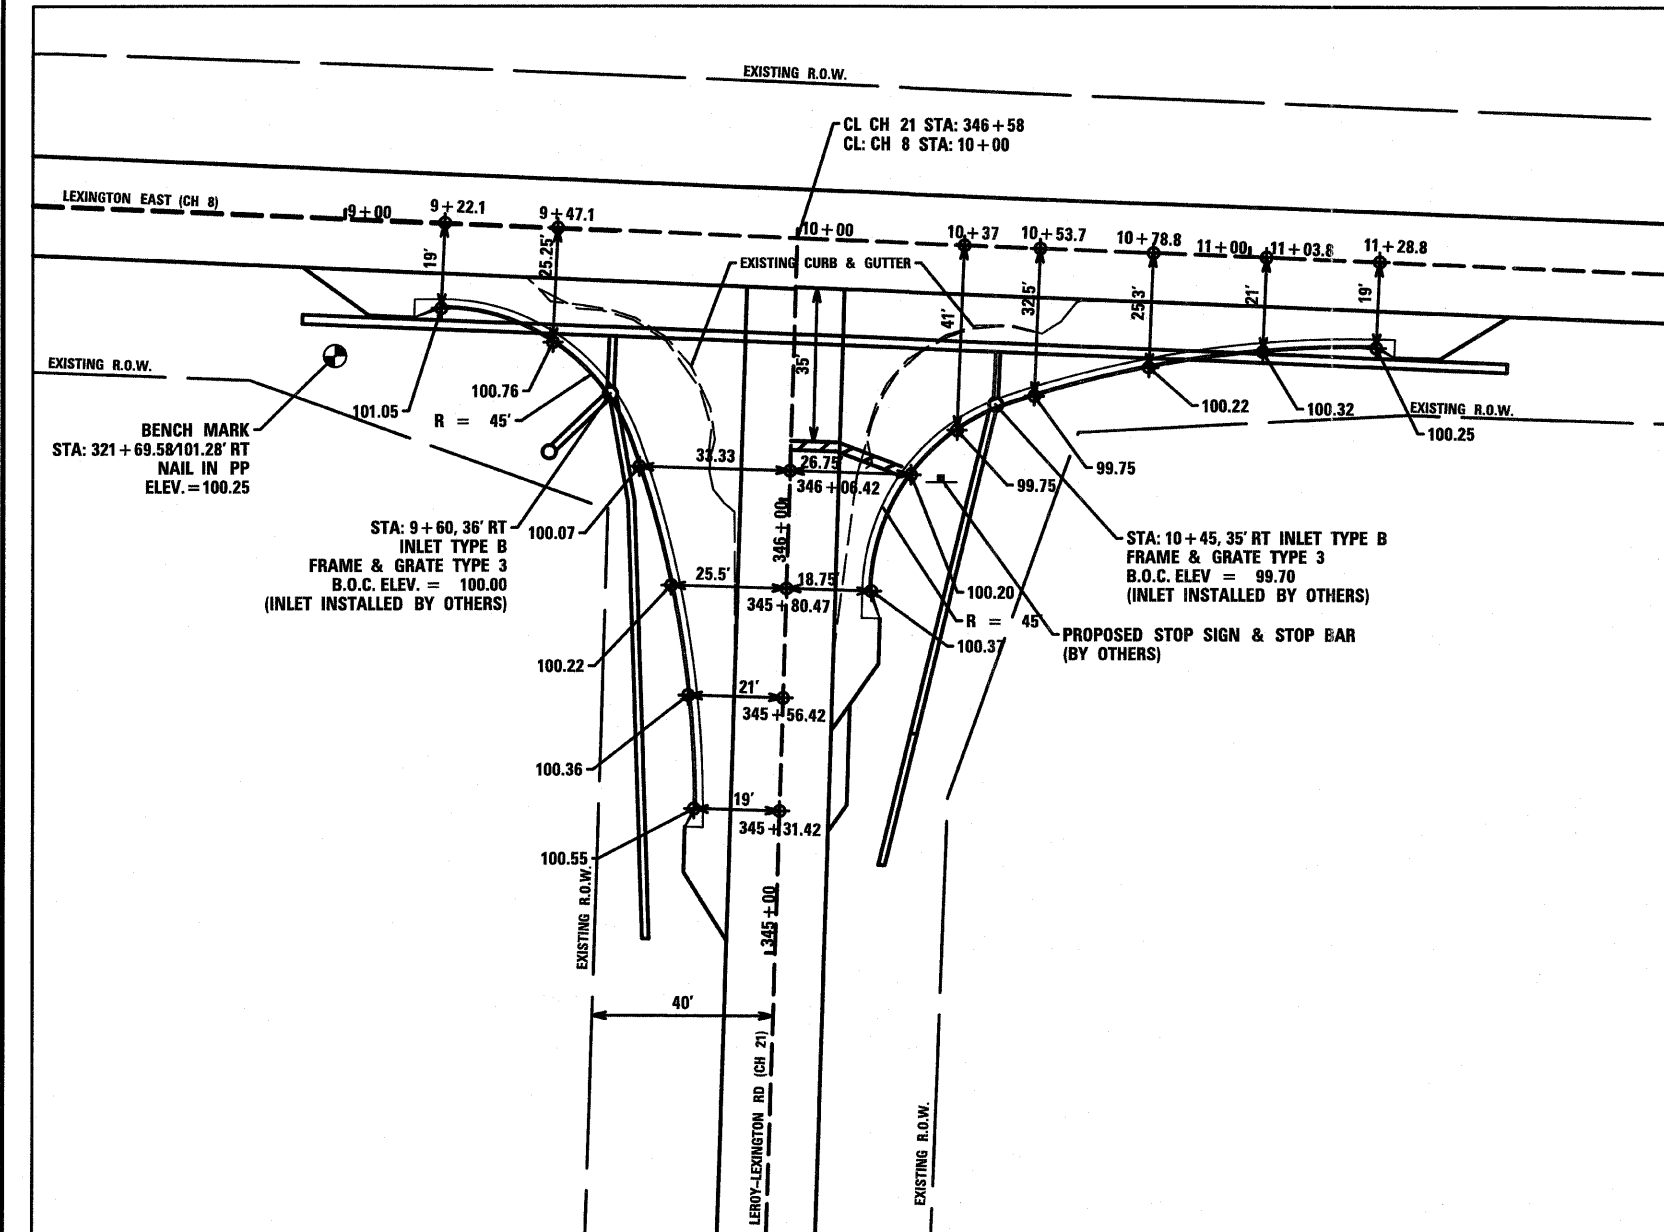 EXISTING R.O.W.
CL CH 21 STA: 346+58
CL: CH 8 STA: 10+00
LEXINGTON EAST (CH 8)
9+00
9+22.1
9+47.1
10+00
10+37
10+53.7
10+78.8
11+00
11+03.8
11+28.8
19'
25.25'
EXISTING CURB & GUTTER
41'
32.5'
25.3'
21'
19'
35'
EXISTING R.O.W.
100.76
101.05
R = 45'
100.22
100.32
EXISTING R.O.W.
100.25
BENCH MARK
STA: 321+69.58/101.28' RT
NAIL IN PP
ELEV.=100.25
33.33
26.75'
346+06.42
99.75
99.75
346+00
STA: 9+60, 36' RT
INLET TYPE B
FRAME & GRATE TYPE 3
B.O.C. ELEV. = 100.00
(INLET INSTALLED BY OTHERS)
100.07
STA: 10+45, 35' RT INLET TYPE B
FRAME & GRATE TYPE 3
B.O.C. ELEV = 99.70
(INLET INSTALLED BY OTHERS)
25.5'
18.75'
345+80.47
100.20
R = 45'
100.37
PROPOSED STOP SIGN & STOP BAR
(BY OTHERS)
100.22
21'
345+56.42
100.36
19'
345+31.42
100.55
345+00
EXISTING R.O.W.
40'
LEROY-LEXINGTON RD (CH 21)
EXISTING R.O.W.